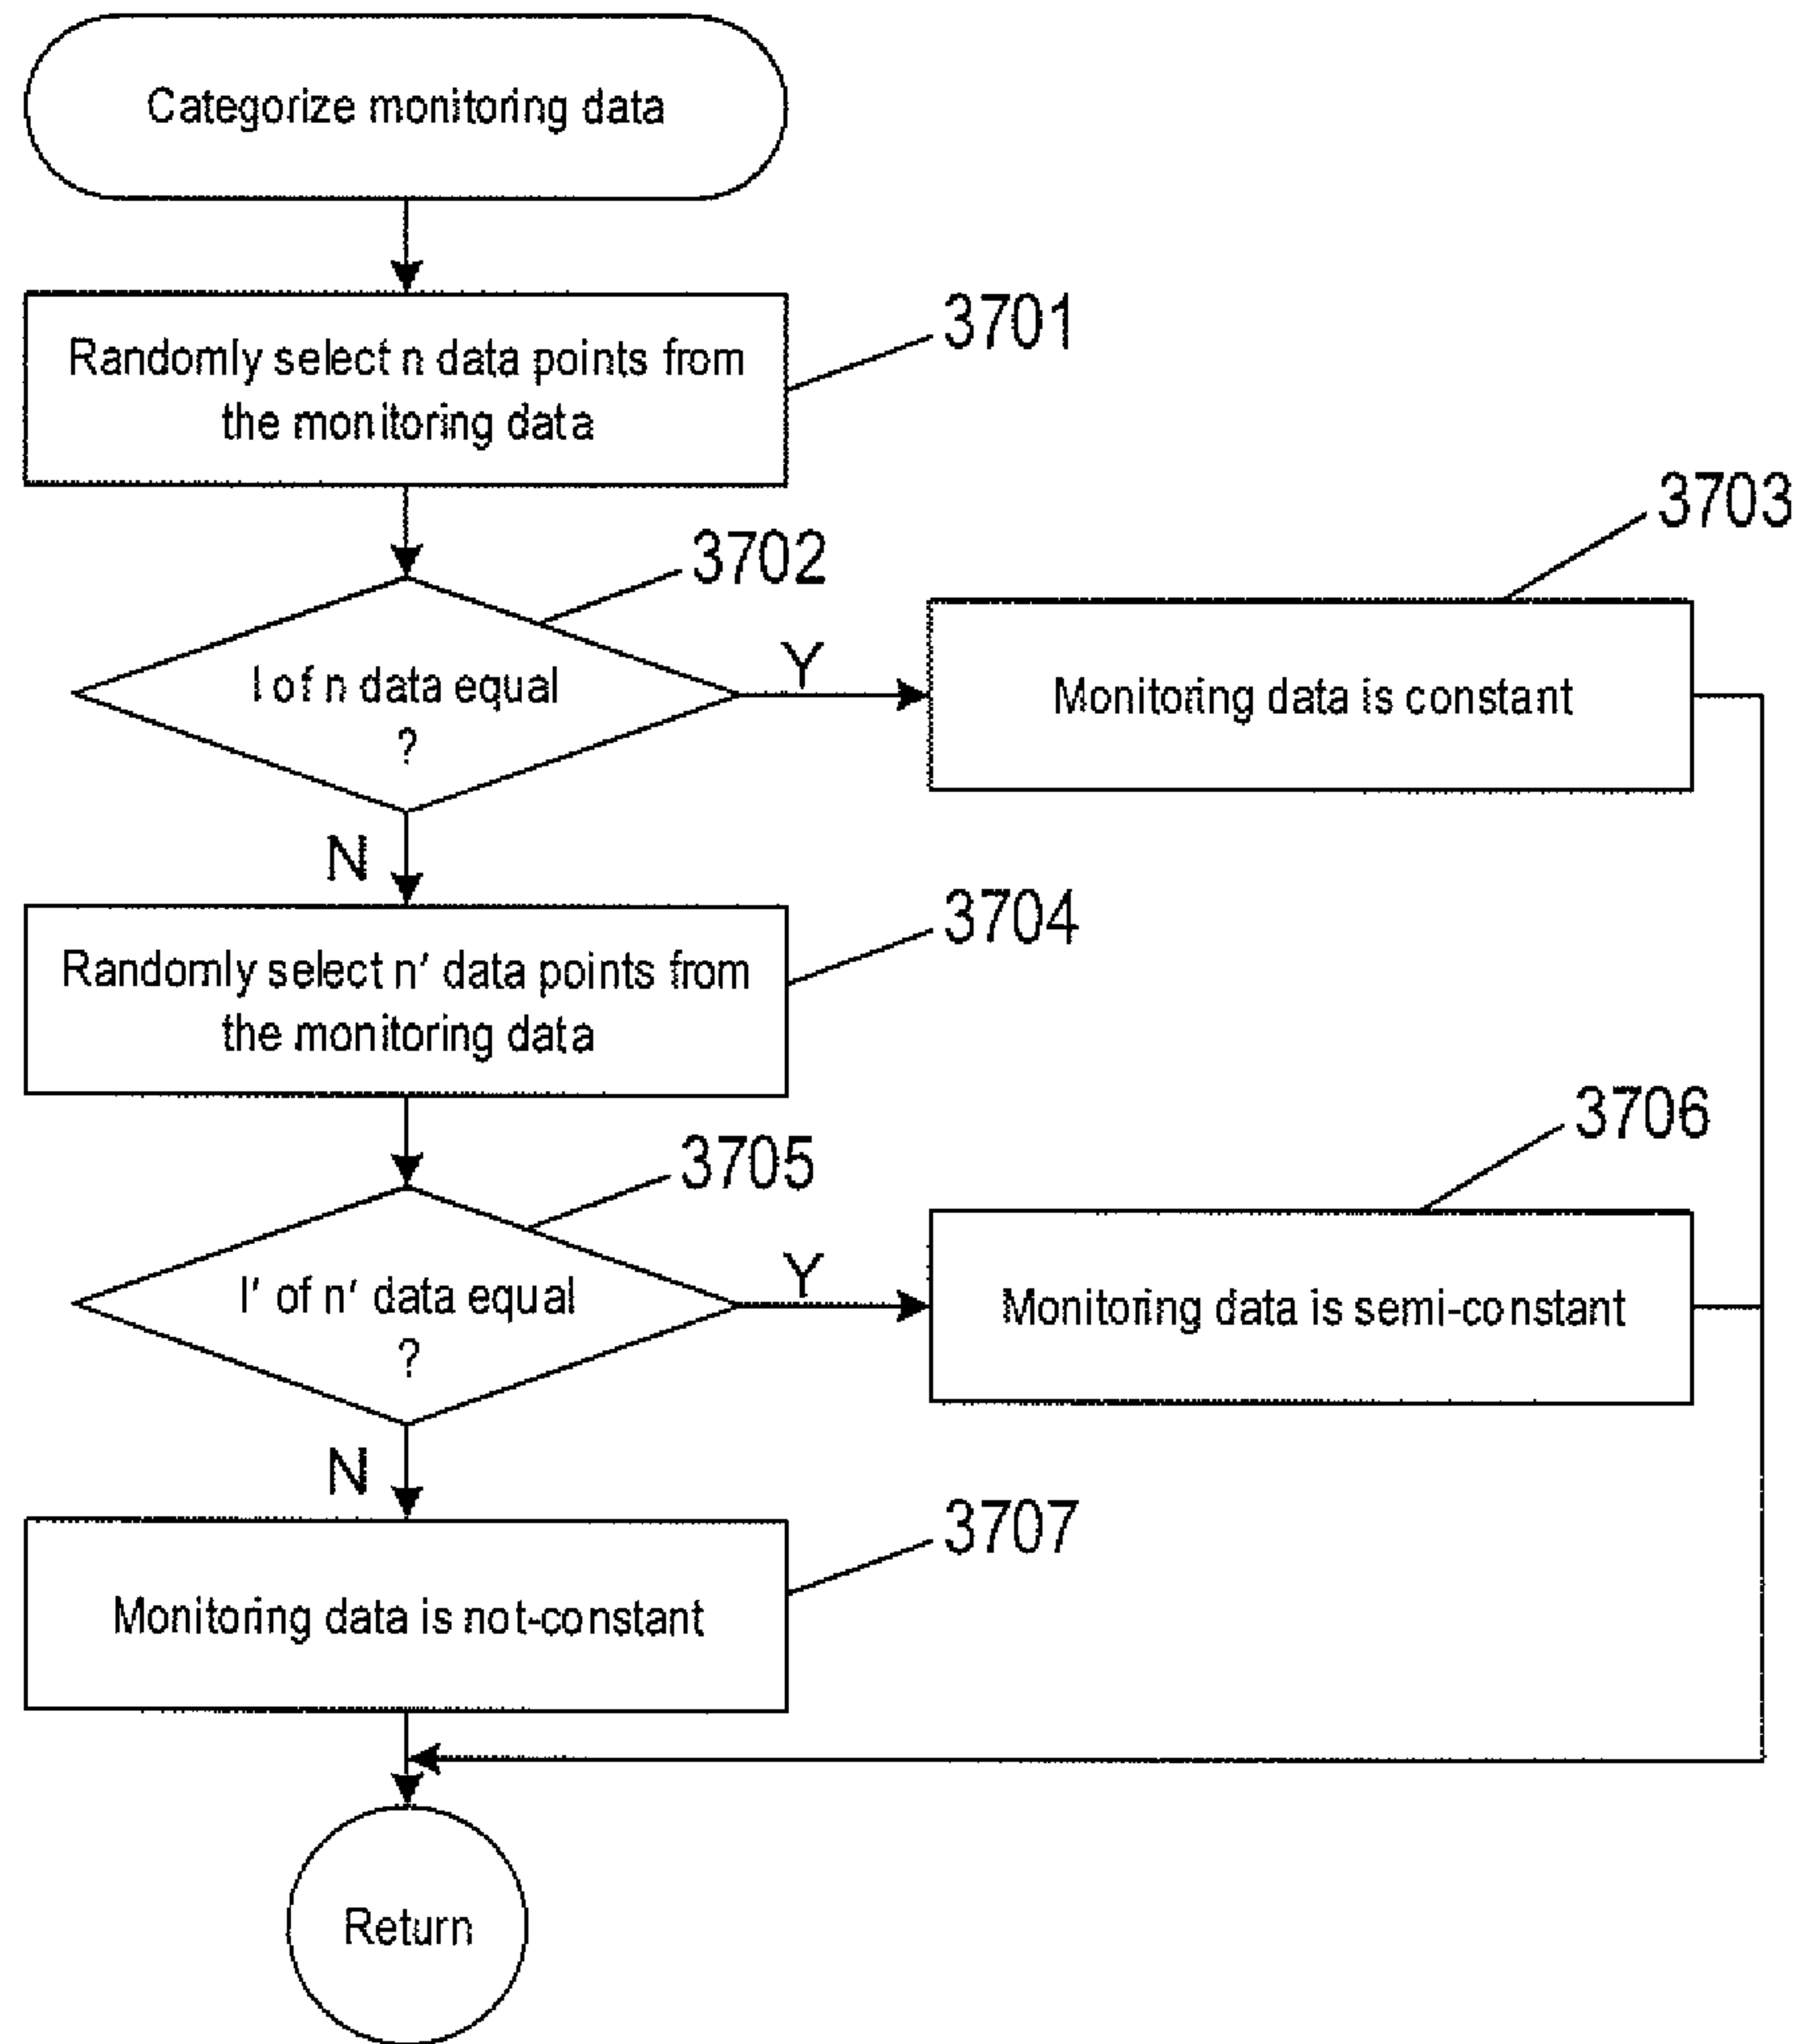 Categorize monitoring data
3701
Randomly select n data points from
the monitoring data
3703
3702
l of n data equal
?
Y
Monitoring data is constant
N
3704
Randomly select n' data points from
the monitoring data
3706
3705
l' of n' data equal
?
Y
Monitoring data is semi-constant
N
3707
Monitoring data is not-constant
Return